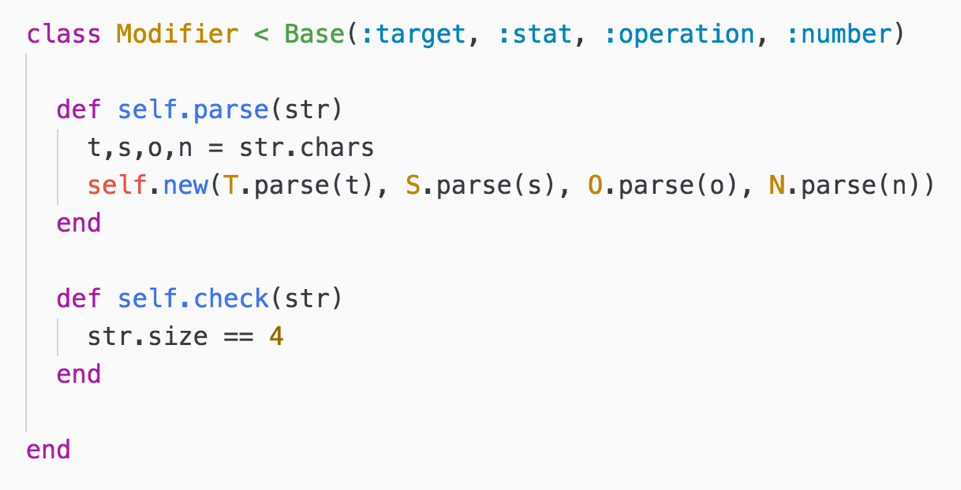 class Modifier < Base(:target, :stat, :operation, :number)
def self.parse(str)
t,s,o,n = str.chars
self.new(T.parse(t), S.parse(s), O.parse(o), N.parse(n))
end
def self.check(str)
str.size == 4
end
end